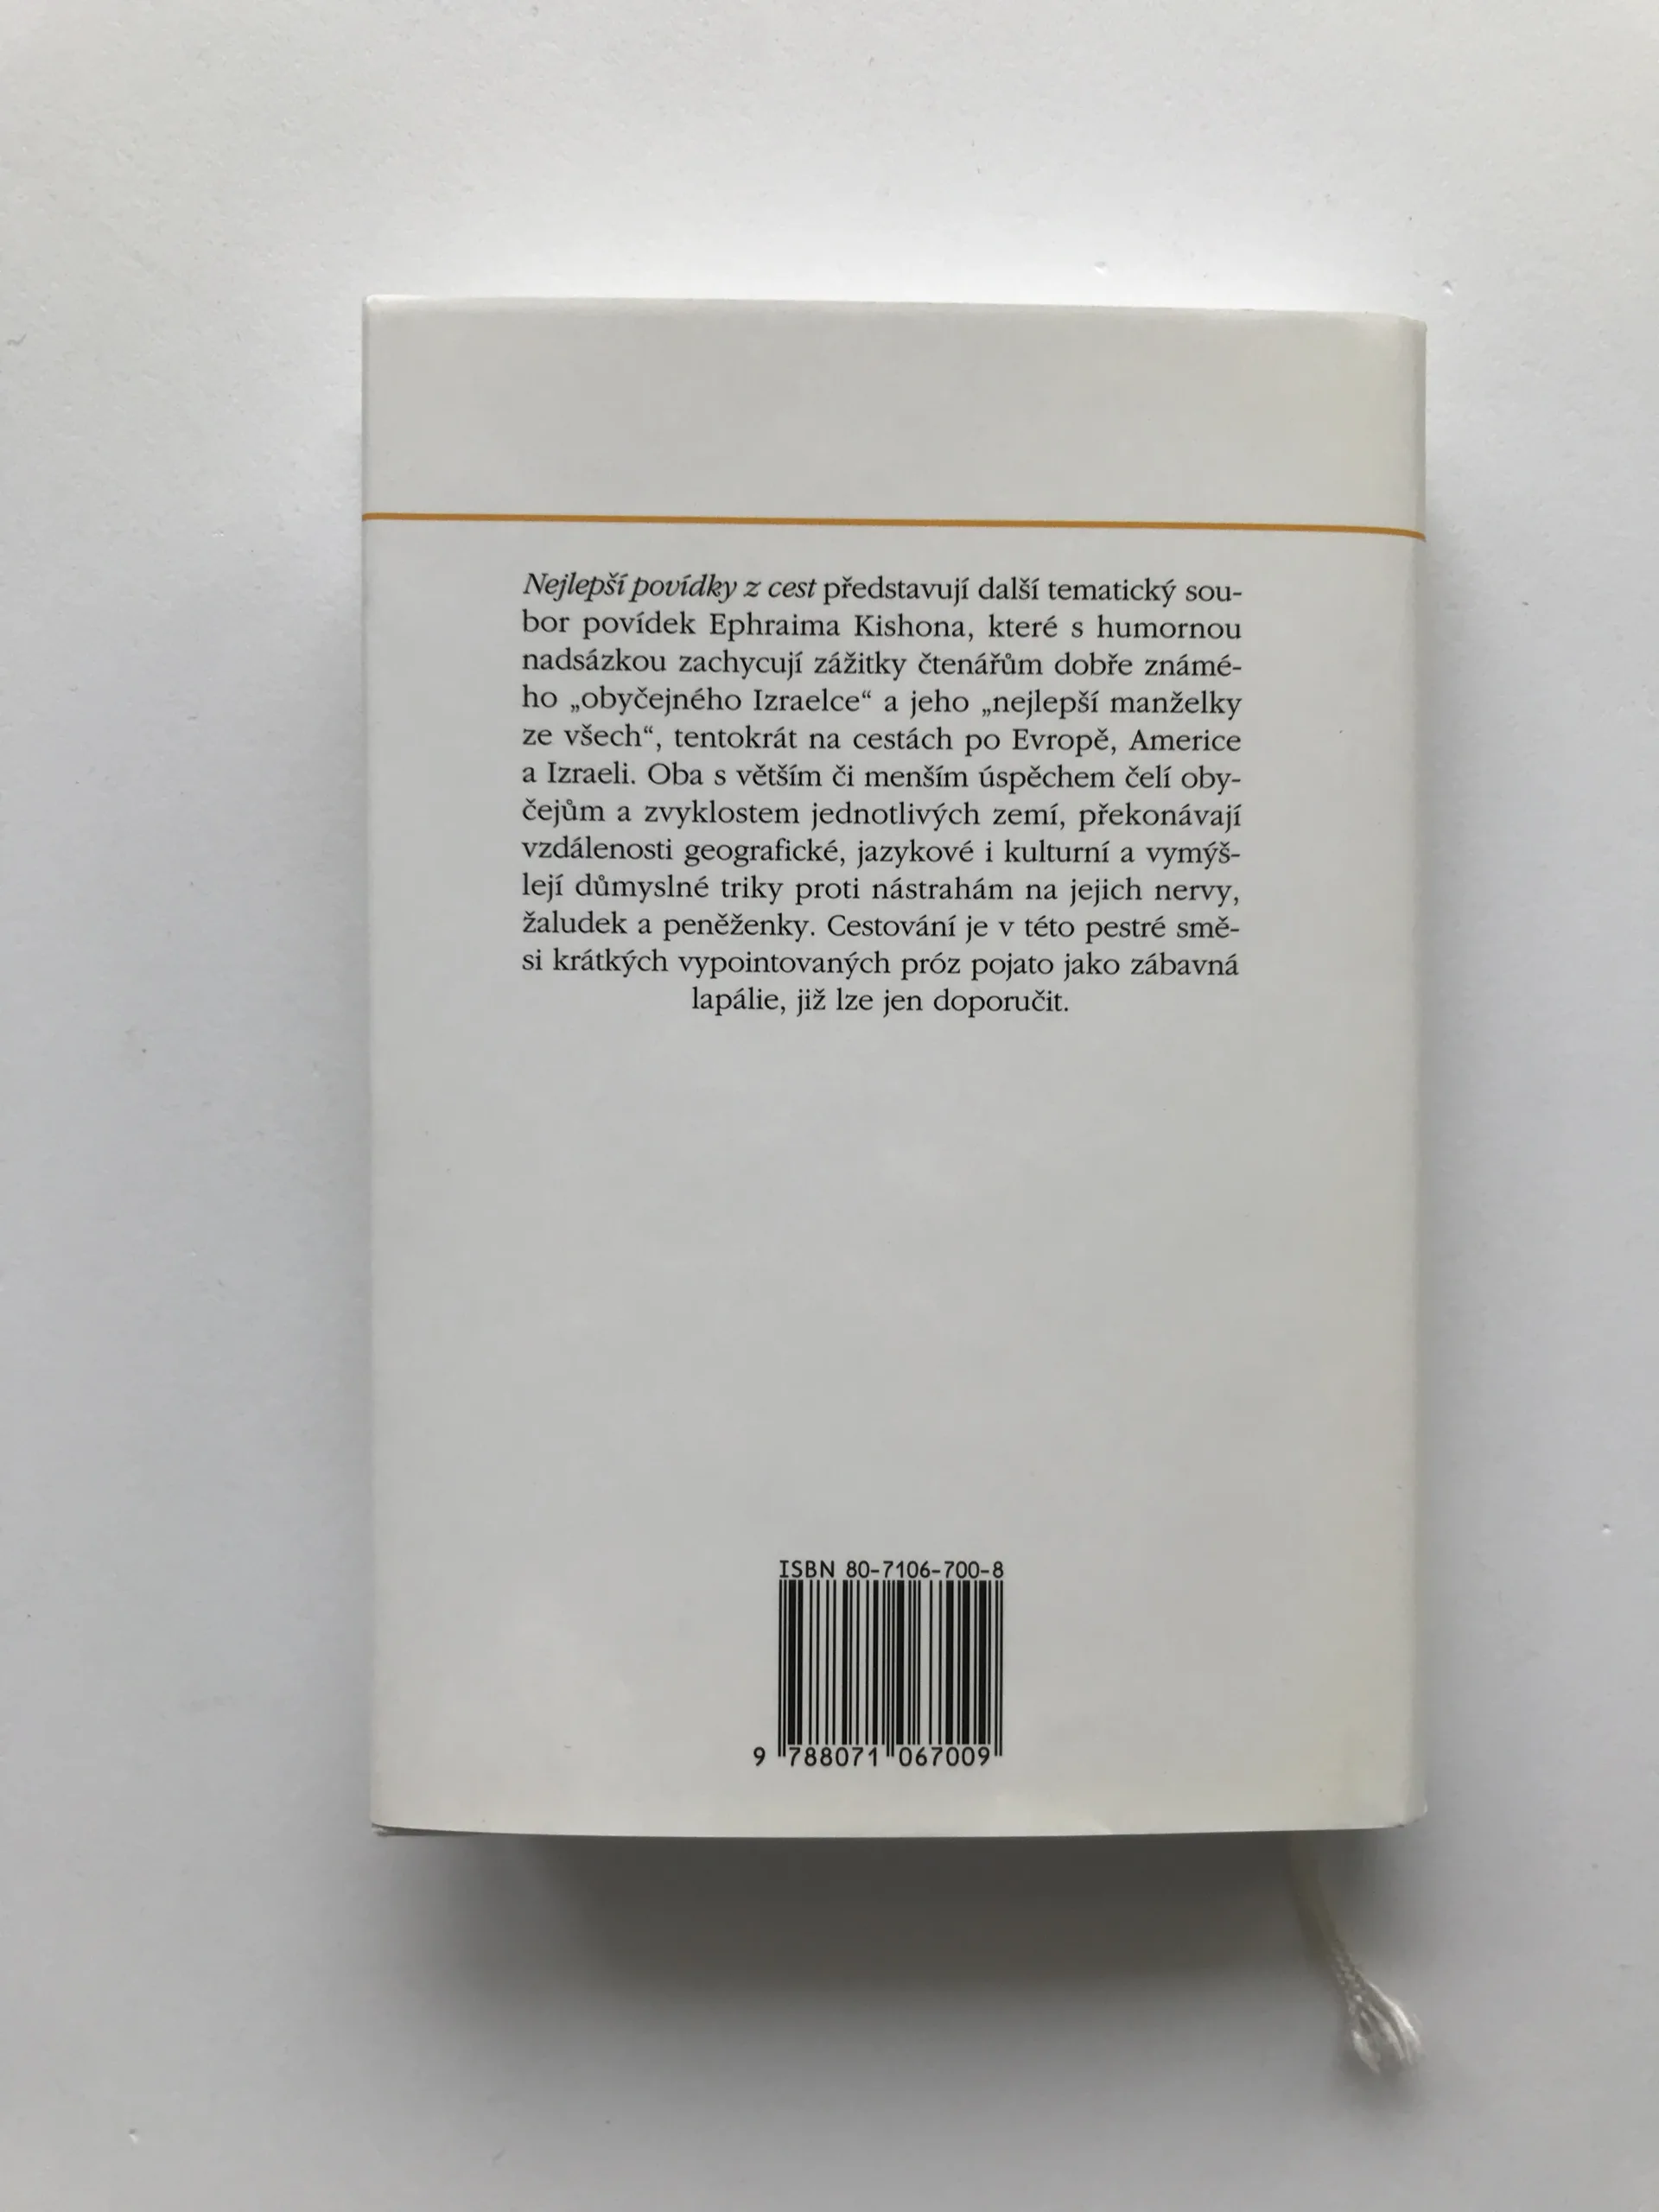 Nejlepší povídky z cest představují další tematický sou-
bor povídek Ephraima Kishona, které s humornou
nadsázkou zachycují zážitky čtenářům dobře známé-
ho „obyčejného Izraelce“ a jeho „nejlepší manželky
ze všech“, tentokrát na cestách po Evropě, Americe
a Izraeli. Oba s větším či menším úspěchem čelí oby-
čejům a zvyklostem jednotlivých zemí, překonávají
vzdálenosti geografické, jazykové i kulturní a vymýš-
lejí důmyslné triky proti nástrahám na jejich nervy,
žaludek a peněženky. Cestování je v této pestré smě-
si krátkých vypointovaných próz pojato jako zábavná
lapálie, již lze jen doporučit.
ISBN 80-7106-700-8
9 788071 067009